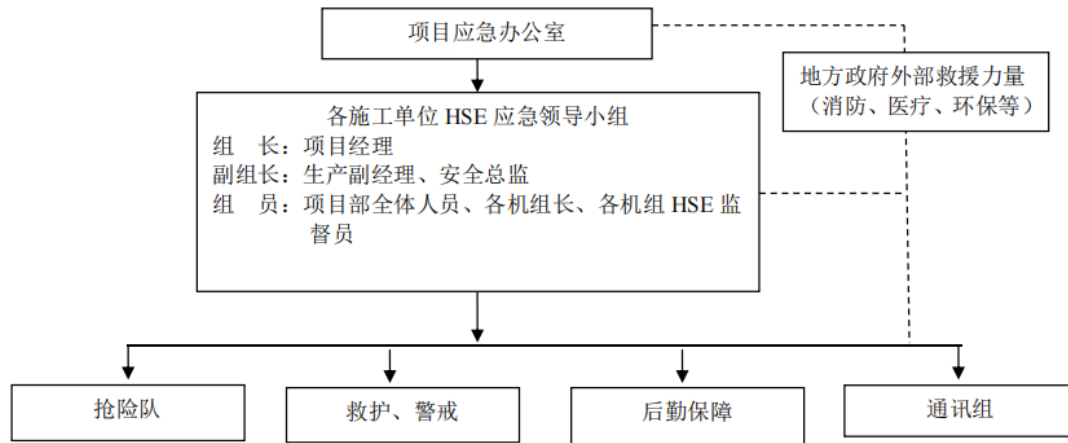 项目应急办公室
地方政府外部救援力量
（消防、医疗、环保等）
各施工单位 HSE 应急领导小组
组　长：项目经理
副组长：生产副经理、安全总监
组　员：项目部全体人员、各机组长、各机组 HSE 监
督员
抢险队
救护、警戒
后勤保障
通讯组